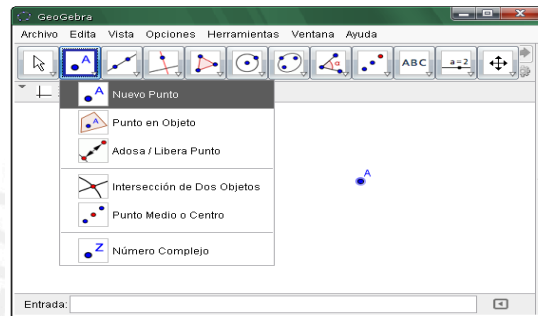 GeoGebra
Archivo Edita Vista Opciones Herramientas Ventana Ayuda
A ABC a=2
A Nuevo Punto
A Punto en Objeto
Adosa / Libera Punto
A
Intersección de Dos Objetos
Punto Medio o Centro
Z Número Complejo
Entrada: